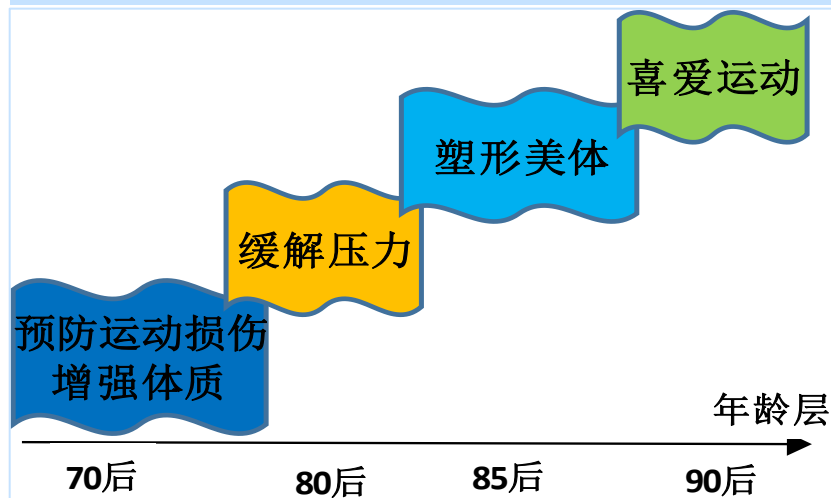 喜爱运动
塑形美体
缓解压力
预防运动损伤
增强体质
年龄层
70后
80后
85后
90后